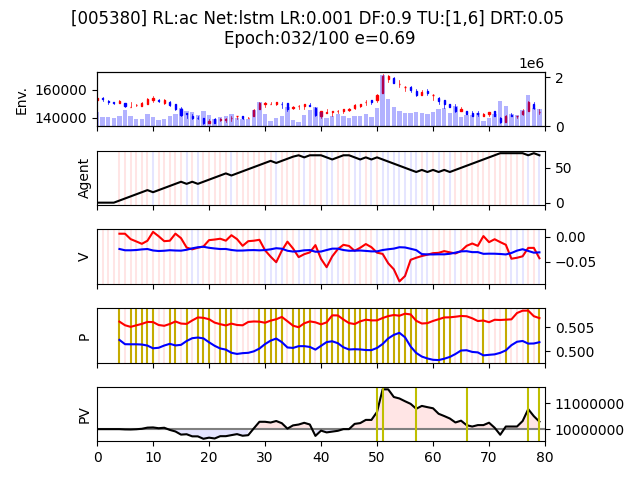 [005380] RL:ac Net:lstm LR:0.001 DF:0.9 TU:[1,6] DRT:0.05
Epoch:032/100 e=0.69
1e6
Env.
160000
140000
2
0
Agent
50
0
V
0.00
−0.05
P
0.505
0.500
PV
11000000
10000000
0 10 20 30 40 50 60 70 80